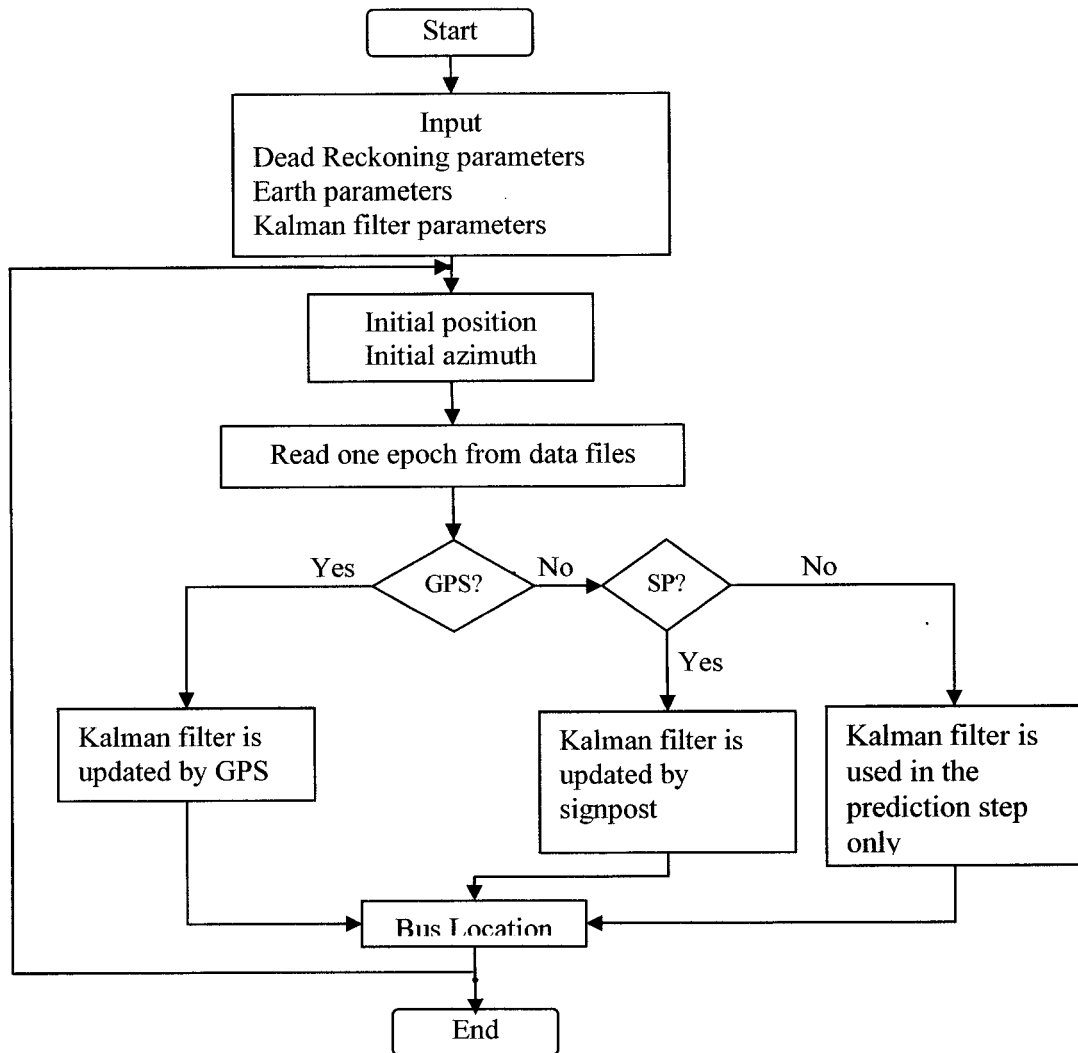 Start
Input
Dead Reckoning parameters
Earth parameters
Kalman filter parameters
Initial position
Initial azimuth
Read one epoch from data files
Yes
GPS?
No
SP?
No
Yes
Kalman filter is
updated by GPS
Kalman filter is
updated by
signpost
Kalman filter is
used in the
prediction step
only
Bus Location
End